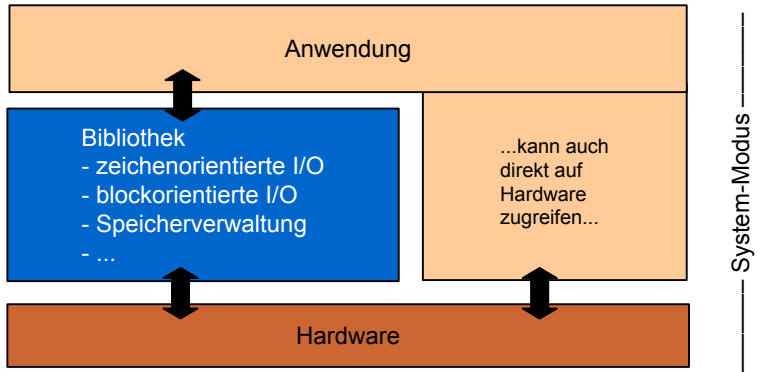 Anwendung
Bibliothek
- zeichenorientierte I/O
- blockorientierte I/O
- Speicherverwaltung
- ...
...kann auch
direkt auf
Hardware
zugreifen...
Hardware
System-Modus